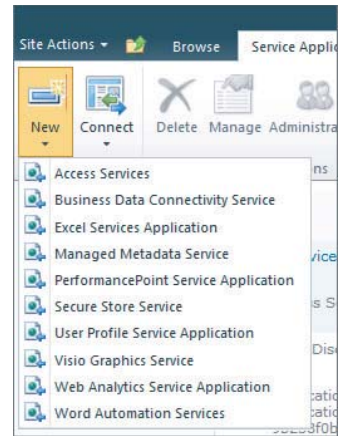 Site Actions Browse Service Applic
New Connect Delete Manage Administra
ns
Access Services
Business Data Connectivity Service
Excel Services Application
Managed Metadata Service
PerformancePoint Service Application
Secure Store Service
User Profile Service Application
Visio Graphics Service
Web Analytics Service Application
Word Automation Services